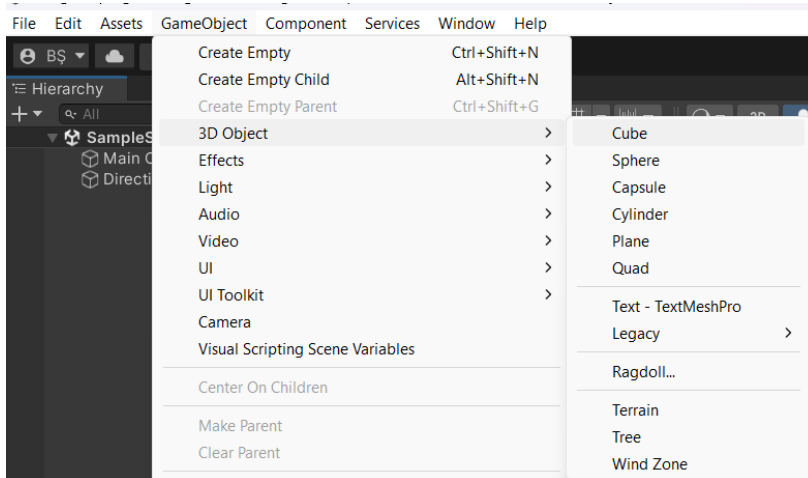 File Edit Assets GameObject Component Services Window Help
BŞ
Hierarchy
All
SampleS
Main C
Directi
Create Empty Ctrl+Shift+N
Create Empty Child Alt+Shift+N
Create Empty Parent Ctrl+Shift+G
3D Object
Effects
Light
Audio
Video
UI
UI Toolkit
Camera
Visual Scripting Scene Variables
Center On Children
Make Parent
Clear Parent
Cube
Sphere
Capsule
Cylinder
Plane
Quad
Text - TextMeshPro
Legacy
Ragdoll...
Terrain
Tree
Wind Zone